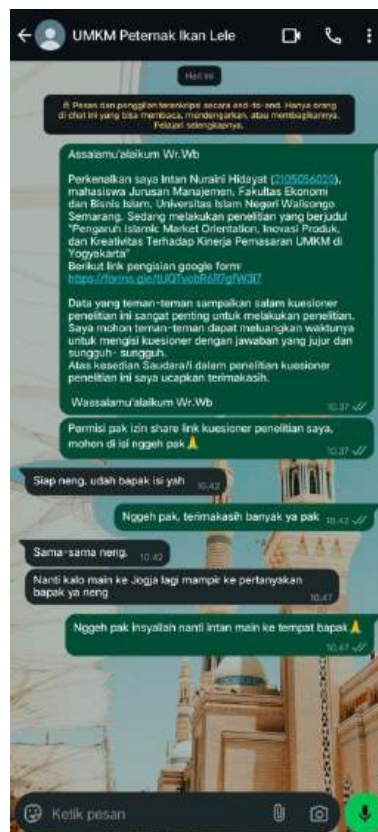 UMKM Peternak Ikan Lele
Hari ini
Pesan dan panggilan terenkripsi secara end-to-end. Hanya orang
di chat ini yang bisa membaca, mendengarkan, atau membagikannya.
Pelajari selengkapnya.
Assalamu'alaikum Wr.Wb
Perkenalkan saya Intan Nuraini Hidayat (2105056020),
mahasiswa Jurusan Manajemen, Fakultas Ekonomi
dan Bisnis Islam, Universitas Islam Negeri Walisongo
Semarang. Sedang melakukan penelitian yang berjudul
"Pengaruh Islamic Market Orientation, Inovasi Produk,
dan Kreativitas Terhadap Kinerja Pemasaran UMKM di
Yogyakarta"
Berikut link pengisian google form:
Data yang teman-teman sampaikan salam kuesioner
penelitian ini sangat penting untuk melakukan penelitian.
Saya mohon teman-teman dapat meluangkan waktunya
untuk mengisi kuesioner dengan jawaban yang jujur dan
sungguh- sungguh.
Atas kesedian Saudara/i dalam penelitian kuesioner
penelitian ini saya ucapkan terimakasih.
Wassalamu'alaikum Wr.Wb
10.37
Permisi pak izin share link kuesioner penelitian saya,
mohon di isi nggeh pak🙏
10.37
Siap neng. udah bapak isi yah 10.42
Nggeh pak, terimakasih banyak ya pak 10.42
Sama-sama neng. 10.42
Nanti kalo main ke Jogja lagi mampir ke pertanyakan
bapak ya neng
10.47
Nggeh pak insyallah nanti intan main ke tempat bapak🙏
10.47
Ketik pesan